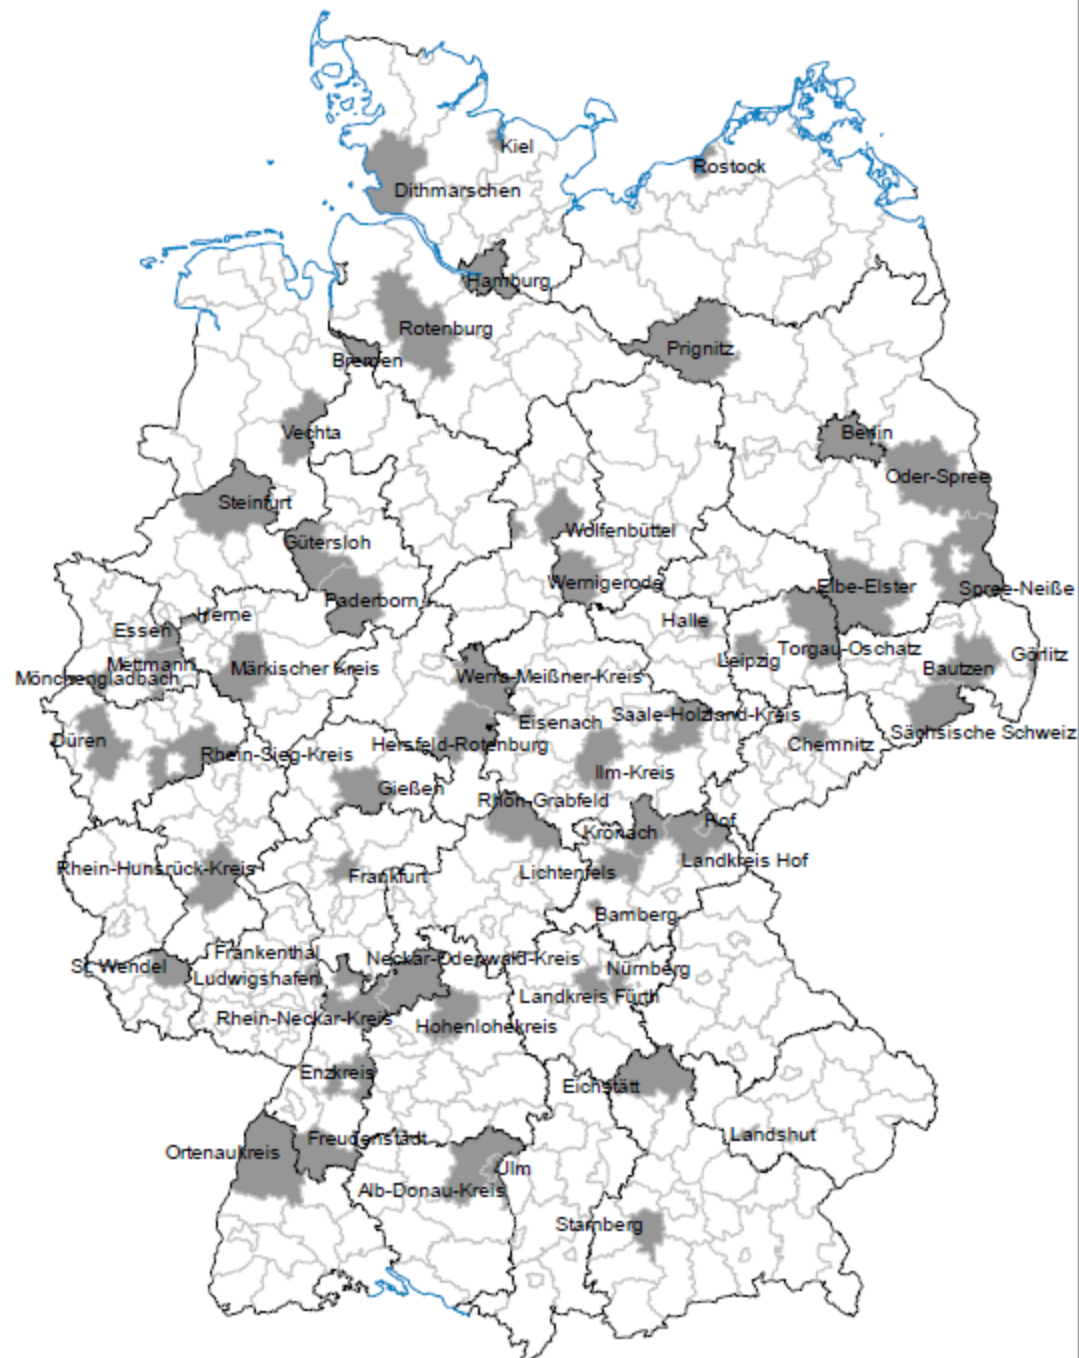 Kiel
Rostock
Dithmarschen
Hamburg
Rotenburg
Prignitz
Bremen
Vechta
Berlin
Oder-Spree
Steinfurt
Wolfenbüttel
Gütersloh
Wernigerode
Elbe-Elster
Spree-Neiße
Paderborn
Herne
Halle
Essen
Torgau-Oschatz
Görlitz
Leipzig
Mettmann
Märkischer Kreis
Bautzen
Mönchengladbach
Werra-Meißner-Kreis
Saale-Holzland-Kreis
Eisenach
Sächsische Schweiz
Düren
Hersfeld-Rotenburg
Chemnitz
Rhein-Sieg-Kreis
Ilm-Kreis
Gießen
Rhön-Grabfeld
Hof
Kronach
Landkreis Hof
Rhein-Hunsrück-Kreis
Frankfurt
Lichtenfels
Bamberg
Frankenthal
Neckar-Odenwald-Kreis
St. Wendel
Nürnberg
Ludwigshafen
Landkreis Fürth
Rhein-Neckar-Kreis
Hohenlohekreis
Enzkreis
Eichstätt
Landshut
Freudenstadt
Ortenaukreis
Ulm
Alb-Donau-Kreis
Starnberg